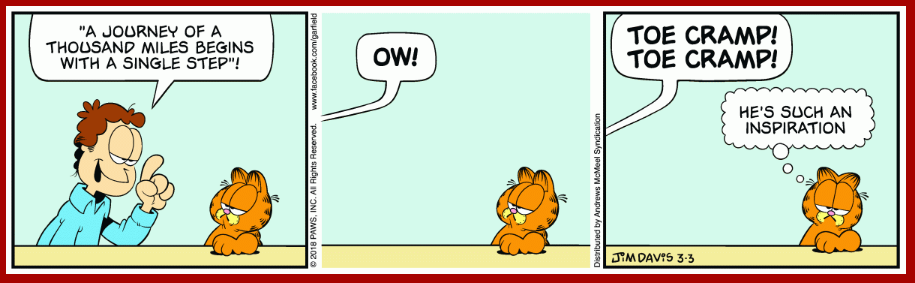 "A JOURNEY OF A
THOUSAND MILES BEGINS
WITH A SINGLE STEP"!
© 2018 PAWS, INC. All Rights Reserved. www.facebook.com/garfield
OW!
Distributed by Andrews McMeel Syndication
TOE CRAMP!
TOE CRAMP!
HE'S SUCH AN
INSPIRATION
JIM DAVIS 3-3